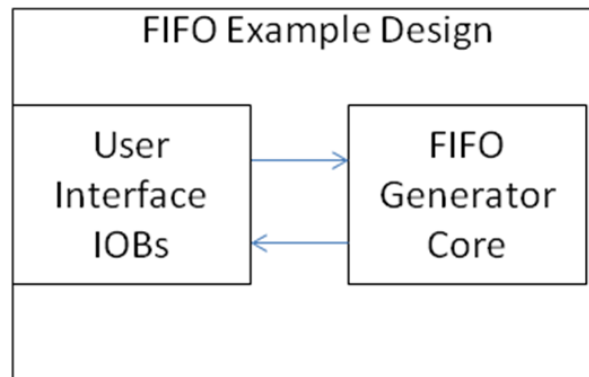 FIFO Example Design
User
Interface
IOBs
FIFO
Generator
Core